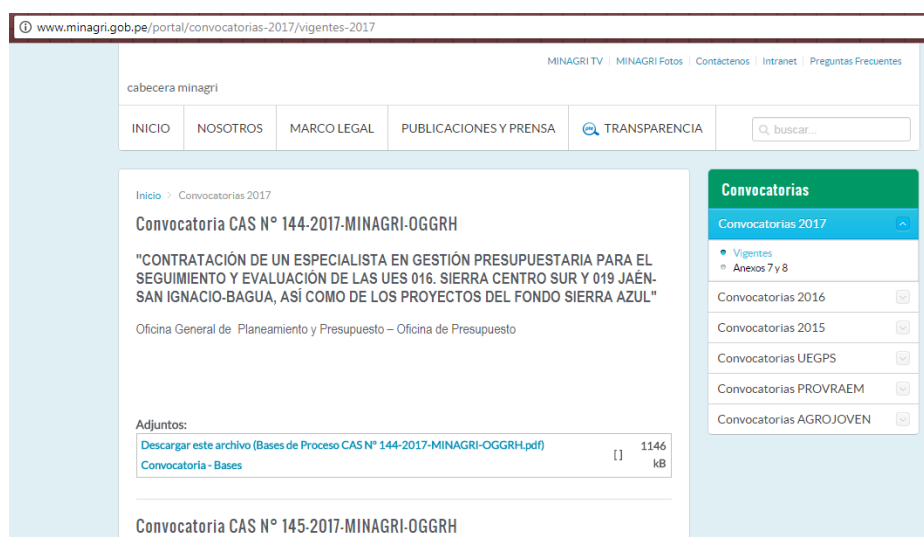 www.minagri.gob.pe/portal/convocatorias-2017/vigentes-2017
MINAGRI TV | MINAGRI Fotos | Contáctenos | Intranet | Preguntas Frecuentes
cabecera minagri
INICIO NOSOTROS MARCO LEGAL PUBLICACIONES Y PRENSA TRANSPARENCIA buscar...
Inicio > Convocatorias 2017
Convocatoria CAS N° 144-2017-MINAGRI-OGGRH
"CONTRATACIÓN DE UN ESPECIALISTA EN GESTIÓN PRESUPUESTARIA PARA EL
SEGUIMIENTO Y EVALUACIÓN DE LAS UES 016. SIERRA CENTRO SUR Y 019 JAÉN-
SAN IGNACIO-BAGUA, ASÍ COMO DE LOS PROYECTOS DEL FONDO SIERRA AZUL"
Oficina General de Planeamiento y Presupuesto – Oficina de Presupuesto
Adjuntos:
Descargar este archivo (Bases de Proceso CAS Nº 144-2017-MINAGRI-OGGRH.pdf)
Convocatoria - Bases
[ ] 1146
kB
Convocatoria CAS N° 145-2017-MINAGRI-OGGRH
Convocatorias
Convocatorias 2017
Vigentes
Anexos 7 y 8
Convocatorias 2016
Convocatorias 2015
Convocatorias UEGPS
Convocatorias PROVRAEM
Convocatorias AGROJOVEN